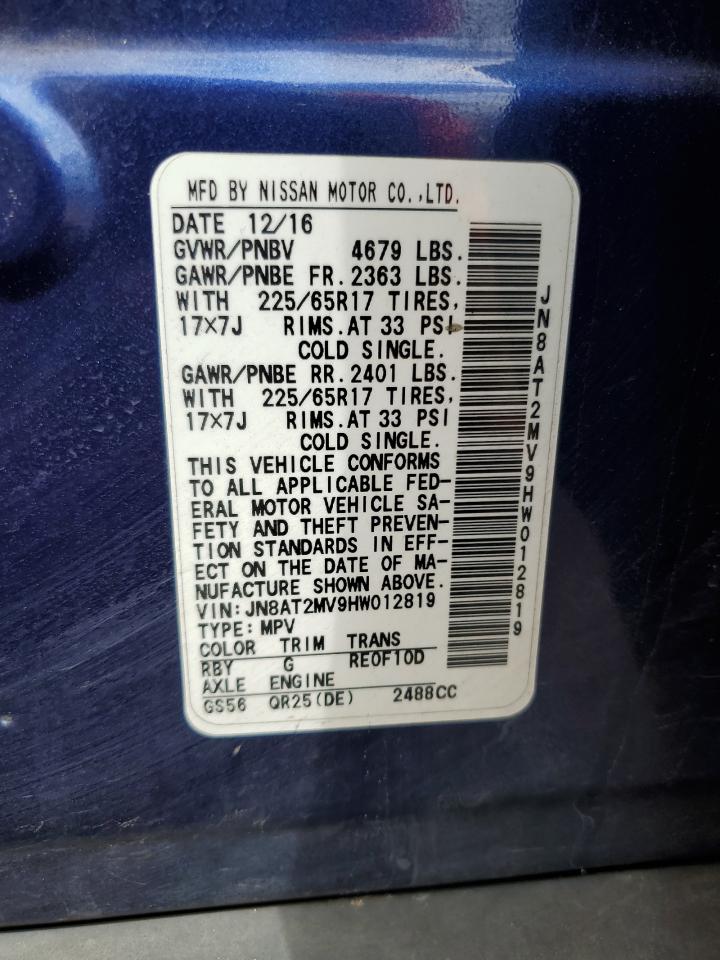 MFD BY NISSAN MOTOR CO.,LTD.
DATE 12/16
GVWR/PNBV 4679 LBS.
GAWR/PNBE FR.2363 LBS.
WITH 225/65R17 TIRES,
17×7J RIMS.AT 33 PSI
COLD SINGLE.
GAWR/PNBE RR.2401 LBS.
WITH 225/65R17 TIRES,
17×7J RIMS.AT 33 PSI
COLD SINGLE.
THIS VEHICLE CONFORMS
TO ALL APPLICABLE FED-
ERAL MOTOR VEHICLE SA-
FETY AND THEFT PREVEN-
TION STANDARDS IN EFF-
ECT ON THE DATE OF MA-
NUFACTURE SHOWN ABOVE.
VIN:JN8AT2MV9HW012819
TYPE:MPV
COLOR TRIM TRANS
RBY G RE0F10D
AXLE ENGINE
GS56 QR25(DE) 2488CC
JN8AT2MV9HW012819